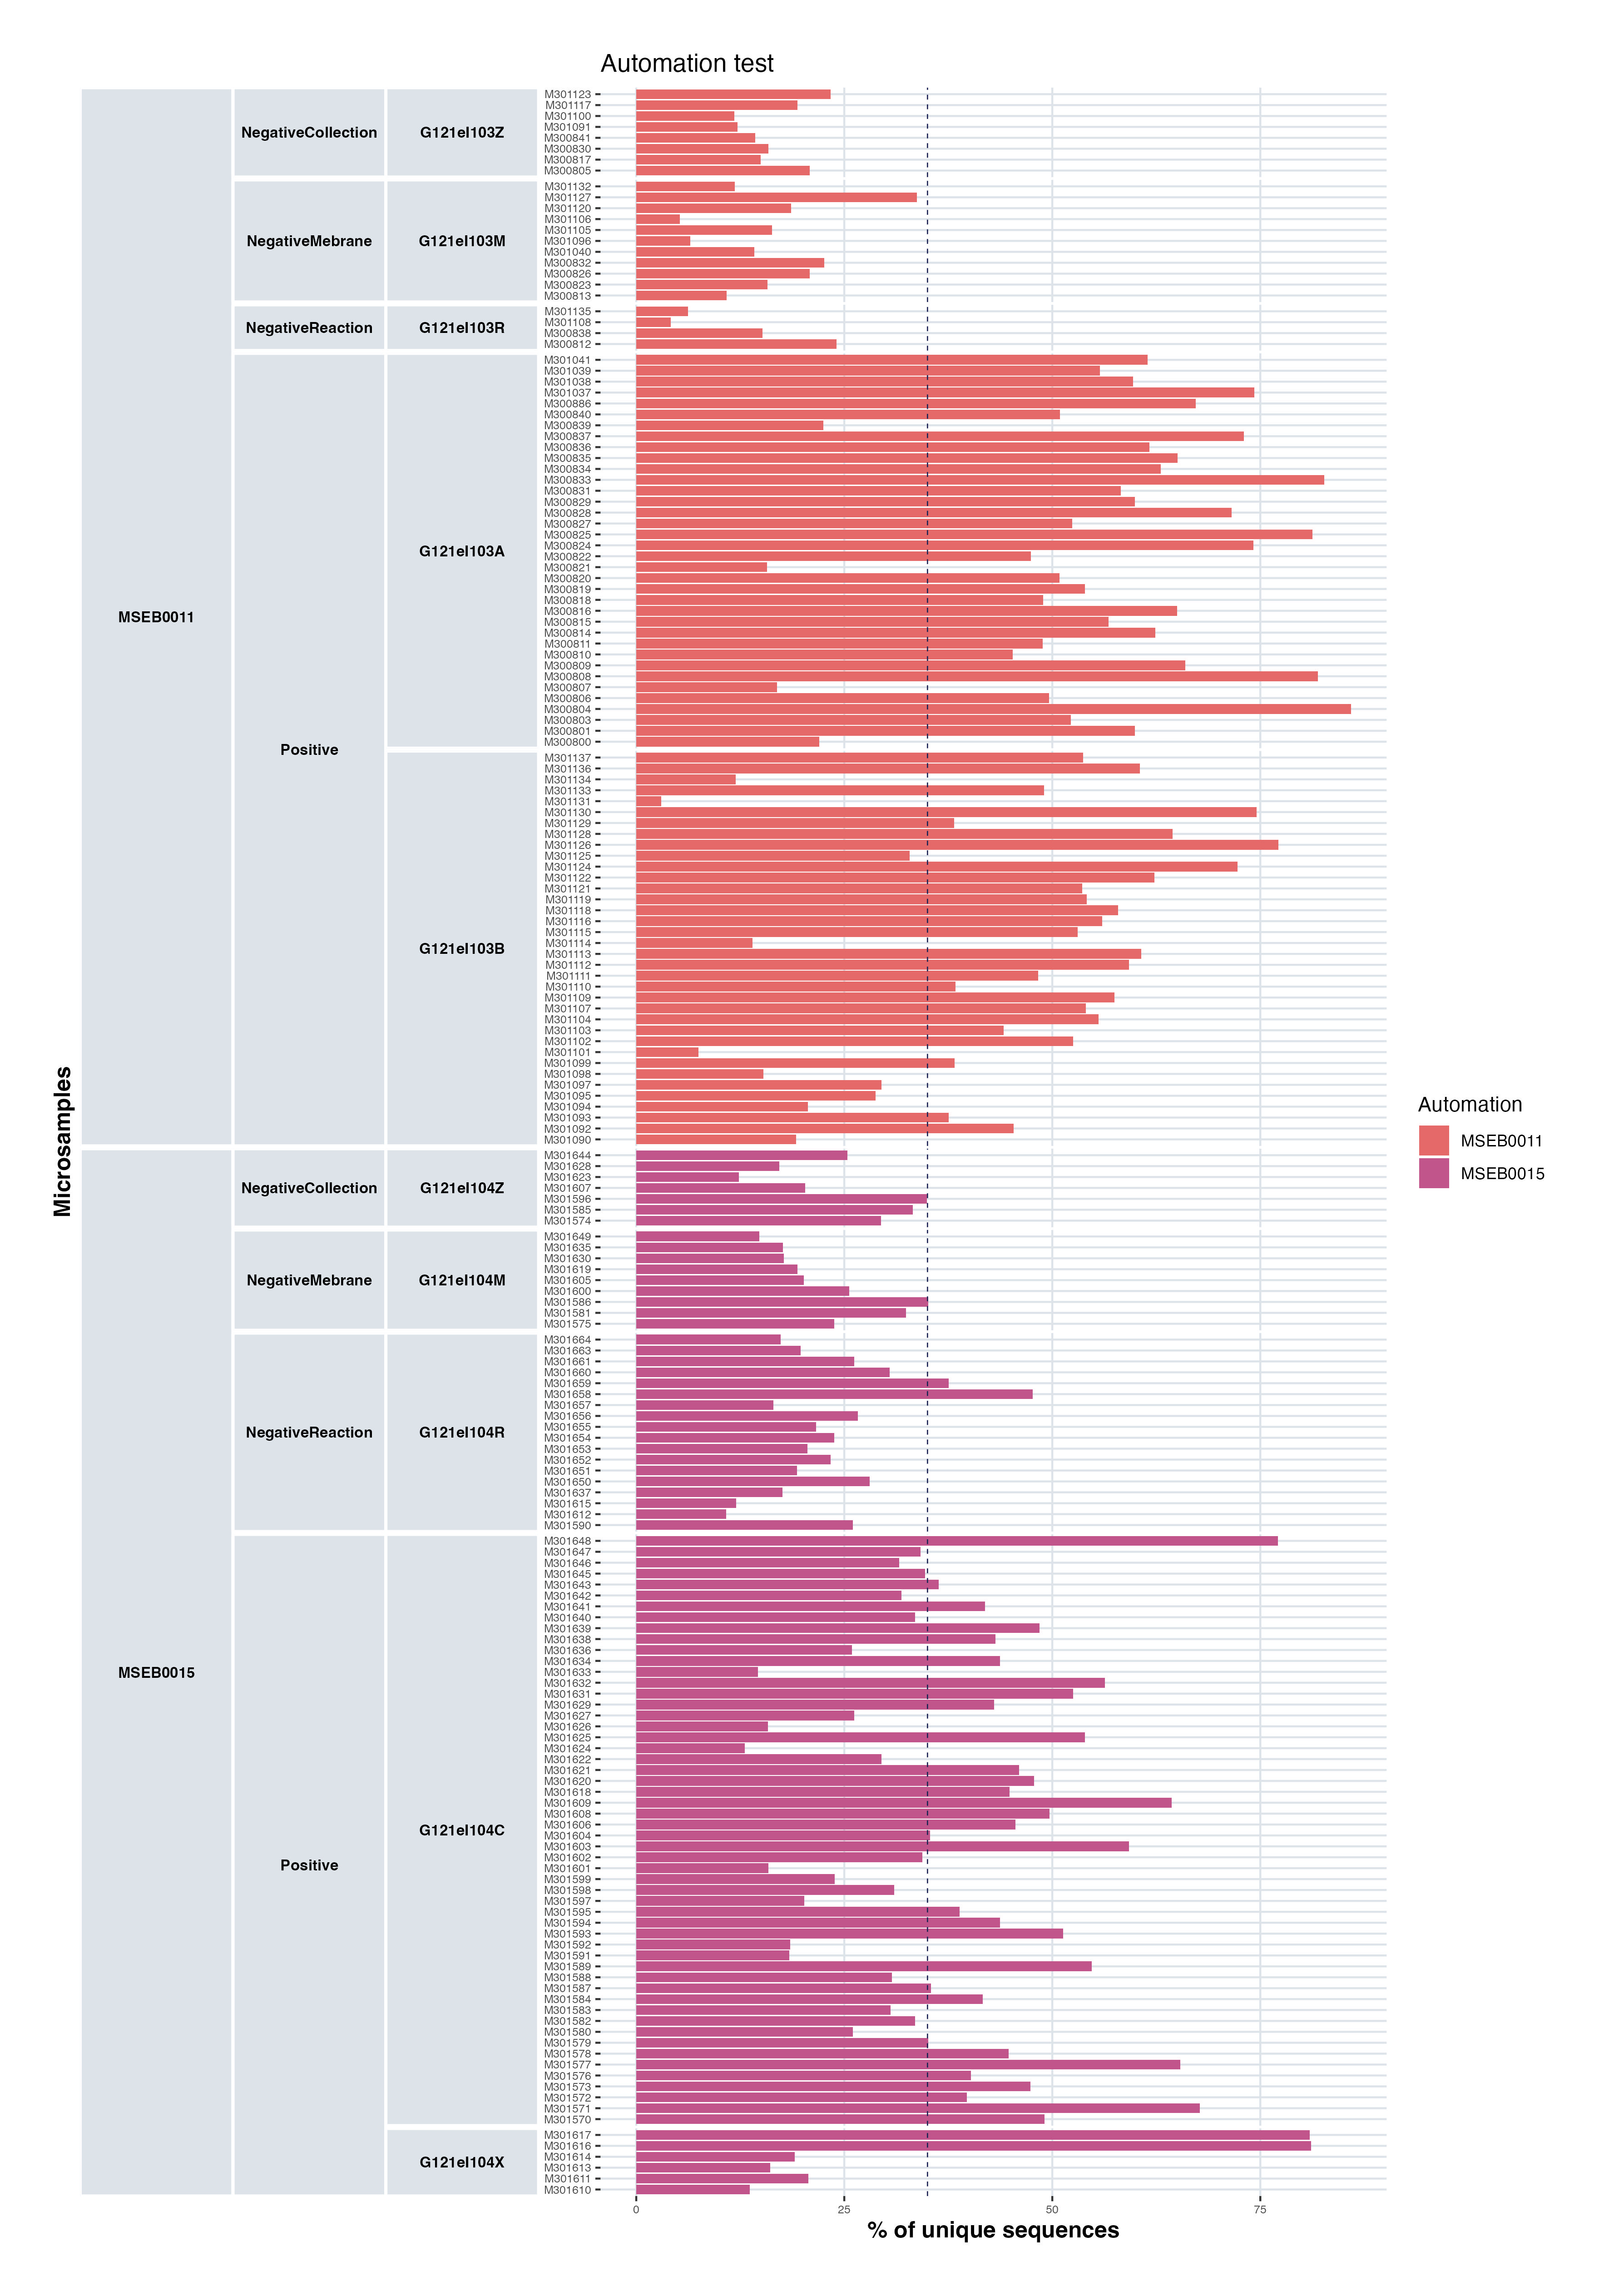 Automation test
MSEB0011
NegativeCollection
G121eI103Z
M301123
M301117
M301100
M301091
M300841
M300830
M300817
M300805
NegativeMebrane
G121eI103M
M301132
M301127
M301120
M301106
M301105
M301096
M301040
M300832
M300826
M300823
M300813
NegativeReaction
G121eI103R
M301135
M301108
M300838
M300812
Positive
G121eI103A
M301041
M301039
M301038
M301037
M300886
M300840
M300839
M300837
M300836
M300835
M300834
M300833
M300831
M300829
M300828
M300827
M300825
M300824
M300822
M300821
M300820
M300819
M300818
M300816
M300815
M300814
M300811
M300810
M300809
M300808
M300807
M300806
M300804
M300803
M300801
M300800
G121eI103B
M301137
M301136
M301134
M301133
M301131
M301130
M301129
M301128
M301126
M301125
M301124
M301122
M301121
M301119
M301118
M301116
M301115
M301114
M301113
M301112
M301111
M301110
M301109
M301107
M301104
M301103
M301102
M301101
M301099
M301098
M301097
M301095
M301094
M301093
M301092
M301090
MSEB0015
NegativeCollection
G121eI104Z
M301644
M301628
M301623
M301607
M301596
M301585
M301574
NegativeMebrane
G121eI104M
M301649
M301635
M301630
M301619
M301605
M301600
M301586
M301581
M301575
NegativeReaction
G121eI104R
M301664
M301663
M301661
M301660
M301659
M301658
M301657
M301656
M301655
M301654
M301653
M301652
M301651
M301650
M301637
M301615
M301612
M301590
Positive
G121eI104C
M301648
M301647
M301646
M301645
M301643
M301642
M301641
M301640
M301639
M301638
M301636
M301634
M301633
M301632
M301631
M301629
M301627
M301626
M301625
M301624
M301622
M301621
M301620
M301618
M301609
M301608
M301606
M301604
M301603
M301602
M301601
M301599
M301598
M301597
M301595
M301594
M301593
M301592
M301591
M301589
M301588
M301587
M301584
M301583
M301582
M301580
M301579
M301578
M301577
M301576
M301573
M301572
M301571
M301570
G121eI104X
M301617
M301616
M301614
M301613
M301611
M301610
0 25 50 75
% of unique sequences
Microsamples
Automation
MSEB0011
MSEB0015